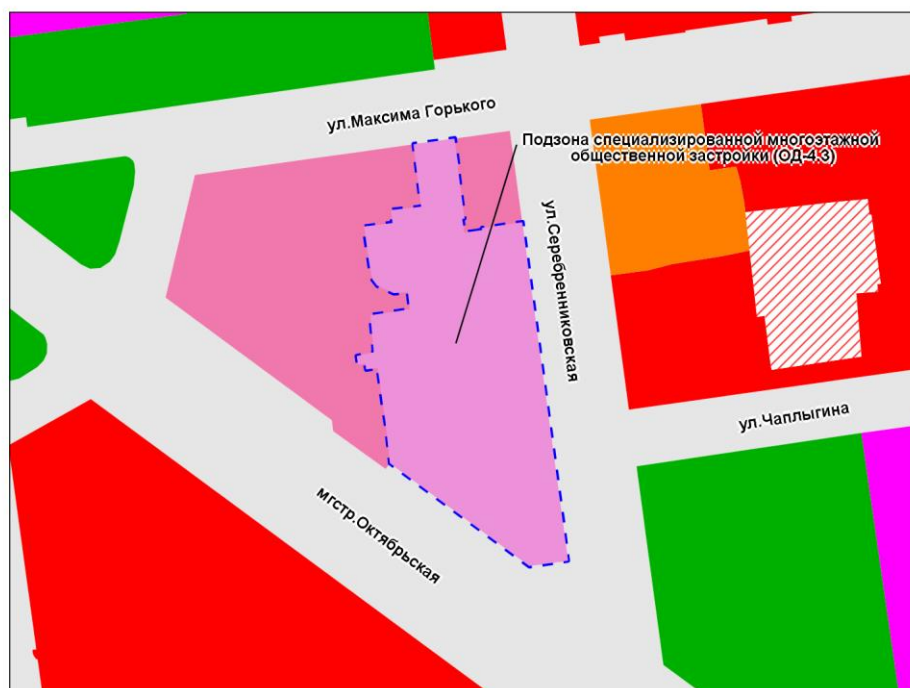 ул.Максима Горького
Подзона специализированной многоэтажной
общественной застройки (ОД-4.3)
ул.Серебренниковская
ул.Чаплыгина
мгстр.Октябрьская